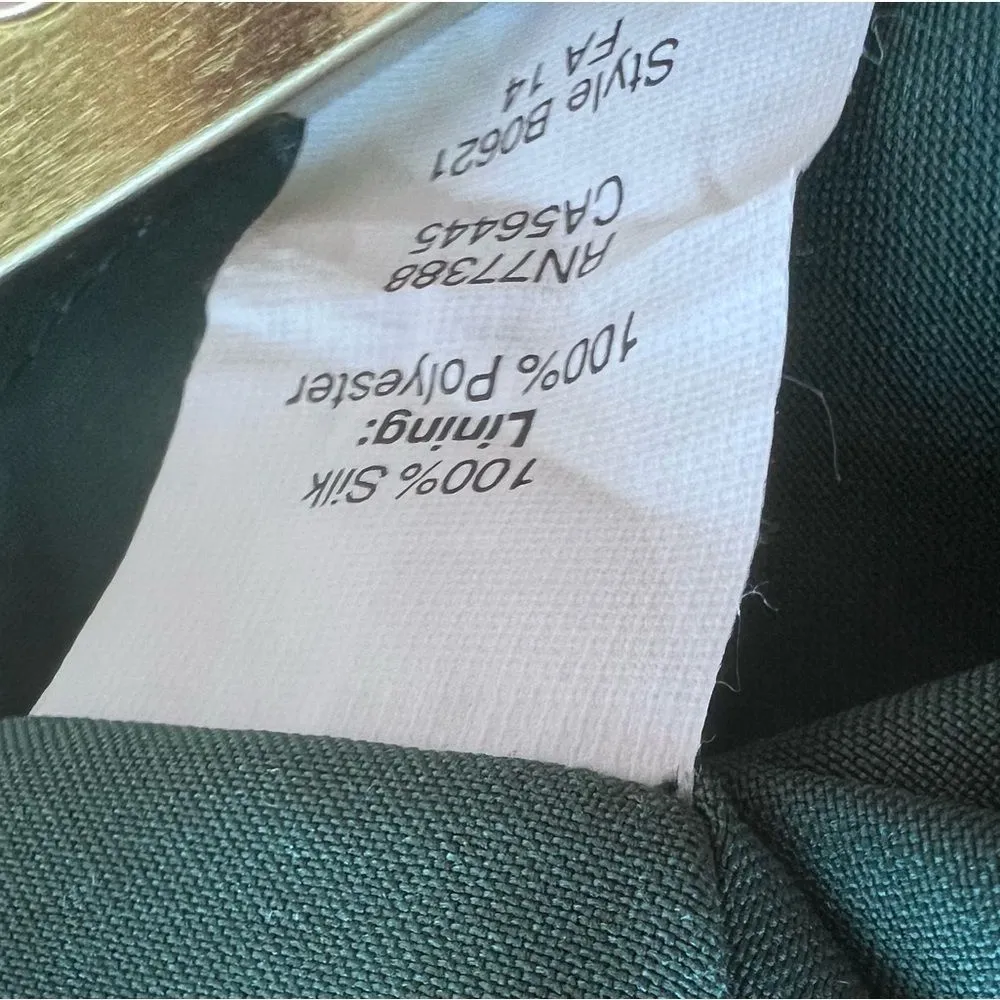 100% Silk
Lining:
100% Polyester
RN77388
CA56445
Style B0621
FA 14